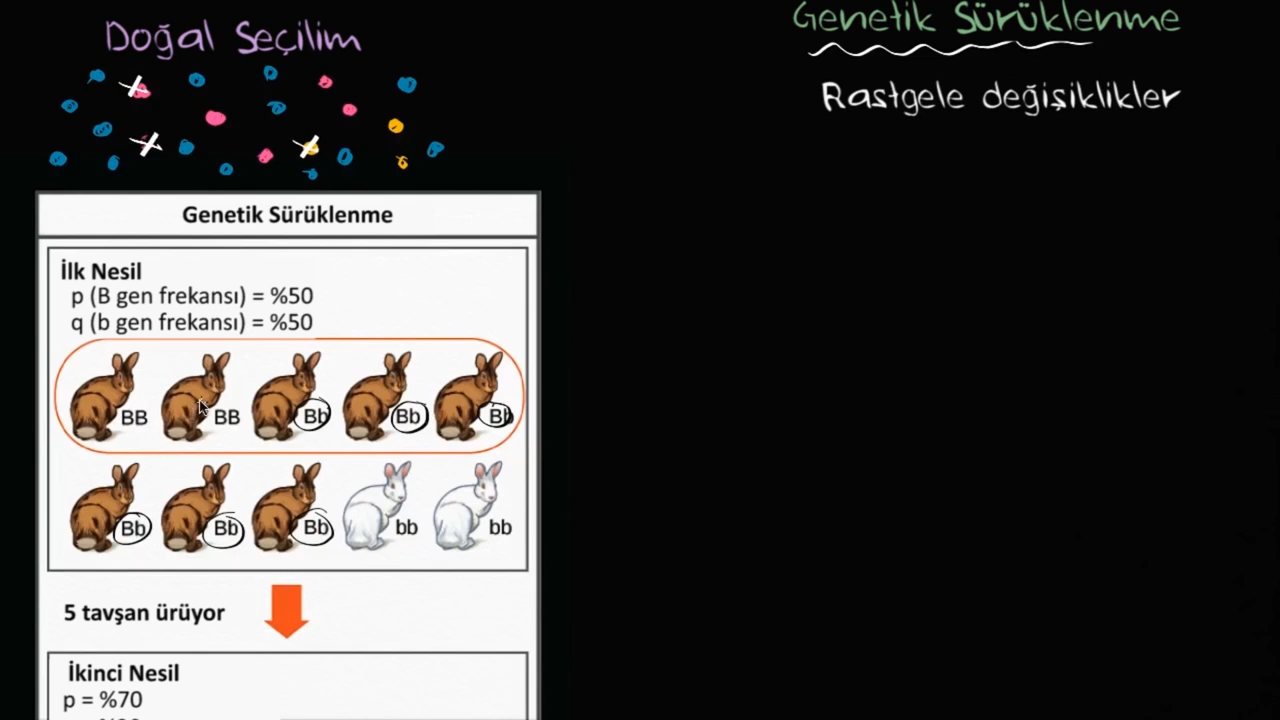 Doğal Seçilim
Genetik Sürüklenme
Rastgele değişiklikler
Genetik Sürüklenme
İlk Nesil
p (B gen frekansı) = %50
q (b gen frekansı) = %50
BB BB Bb Bb Bb
Bb Bb Bb bb bb
5 tavşan ürüyor
İkinci Nesil
p = %70